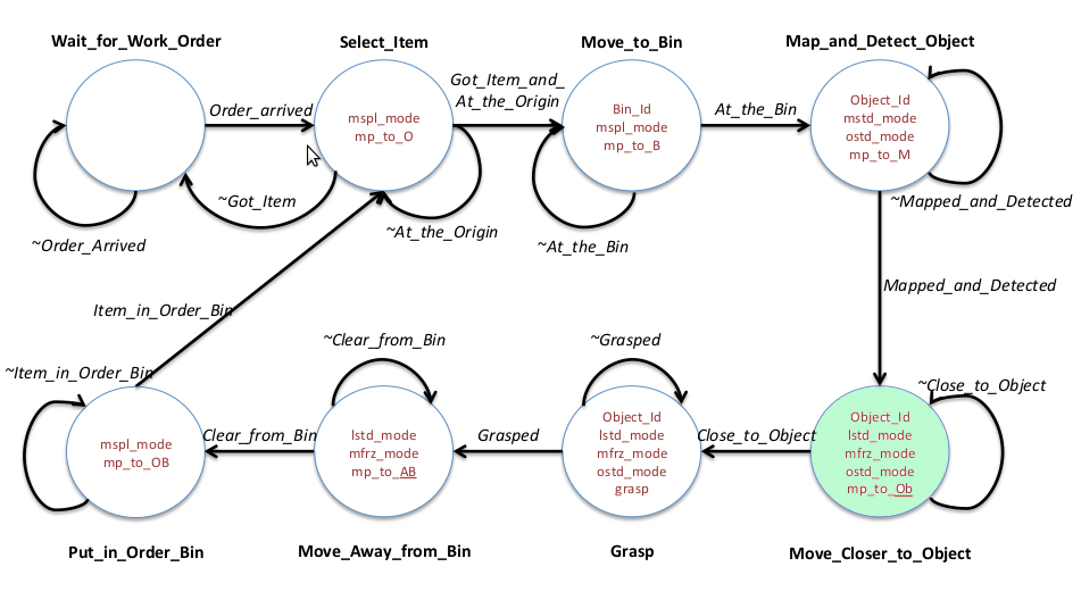 Wait_for_Work_Order
Select_Item
Move_to_Bin
Map_and_Detect_Object
Order_arrived
mspl_mode
mp_to_O
Got_Item_and_
At_the_Origin
Bin_Id
mspl_mode
mp_to_B
At_the_Bin
Object_Id
mstd_mode
ostd_mode
mp_to_M
~Order_Arrived
~Got_Item
~At_the_Origin
~At_the_Bin
~Mapped_and_Detected
Mapped_and_Detected
Item_in_Order_Bin
~Item_in_Order_Bin
~Clear_from_Bin
~Grasped
~Close_to_Object
mspl_mode
mp_to_OB
Clear_from_Bin
lstd_mode
mfrz_mode
mp_to_AB
Grasped
Object_Id
lstd_mode
mfrz_mode
ostd_mode
grasp
Close_to_Object
Object_Id
lstd_mode
mfrz_mode
ostd_mode
mp_to_Ob
Put_in_Order_Bin
Move_Away_from_Bin
Grasp
Move_Closer_to_Object